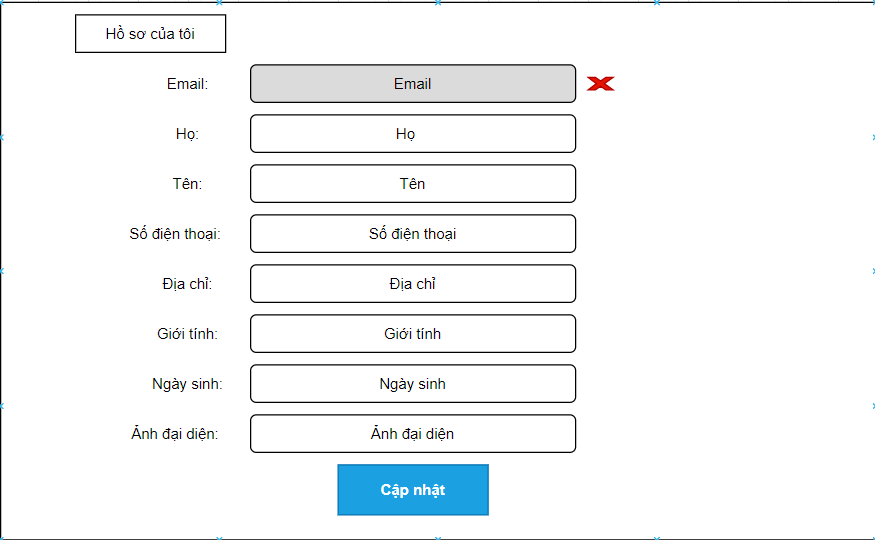 Hồ sơ của tôi
Email: Email
Họ: Họ
Tên: Tên
Số điện thoại: Số điện thoại
Địa chỉ: Địa chỉ
Giới tính: Giới tính
Ngày sinh: Ngày sinh
Ảnh đại diện: Ảnh đại diện
Cập nhật